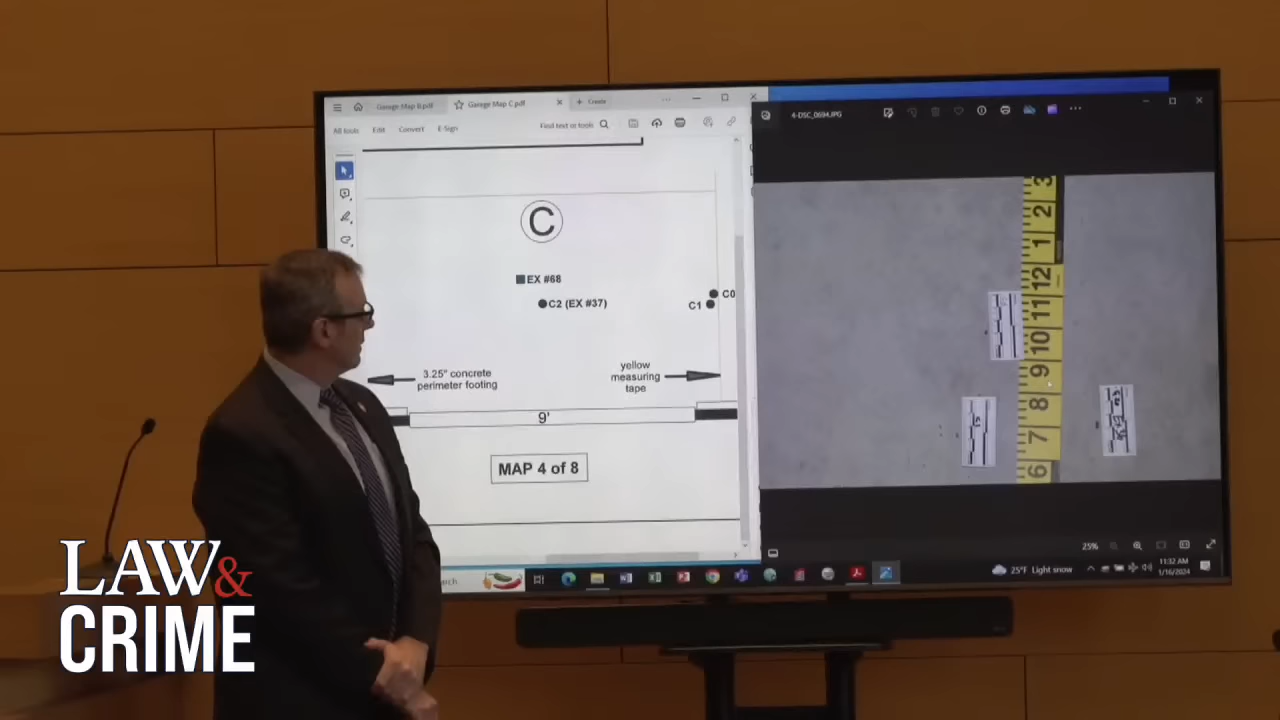 Garage Map B.pdf
Garage Map C.pdf
Create
4-DSC_0694.JPG
All tools
Edit
Convert
E-Sign
Find text or tools
C
EX #68
C2 (EX #37)
C0
C1
3.25" concrete
perimeter footing
yellow
measuring
tape
9'
MAP 4 of 8
3
2
1
12
11
10
9
8
7
6
25%
arch
25°F Light snow
11:32 AM
1/16/2024
LAW&
CRIME